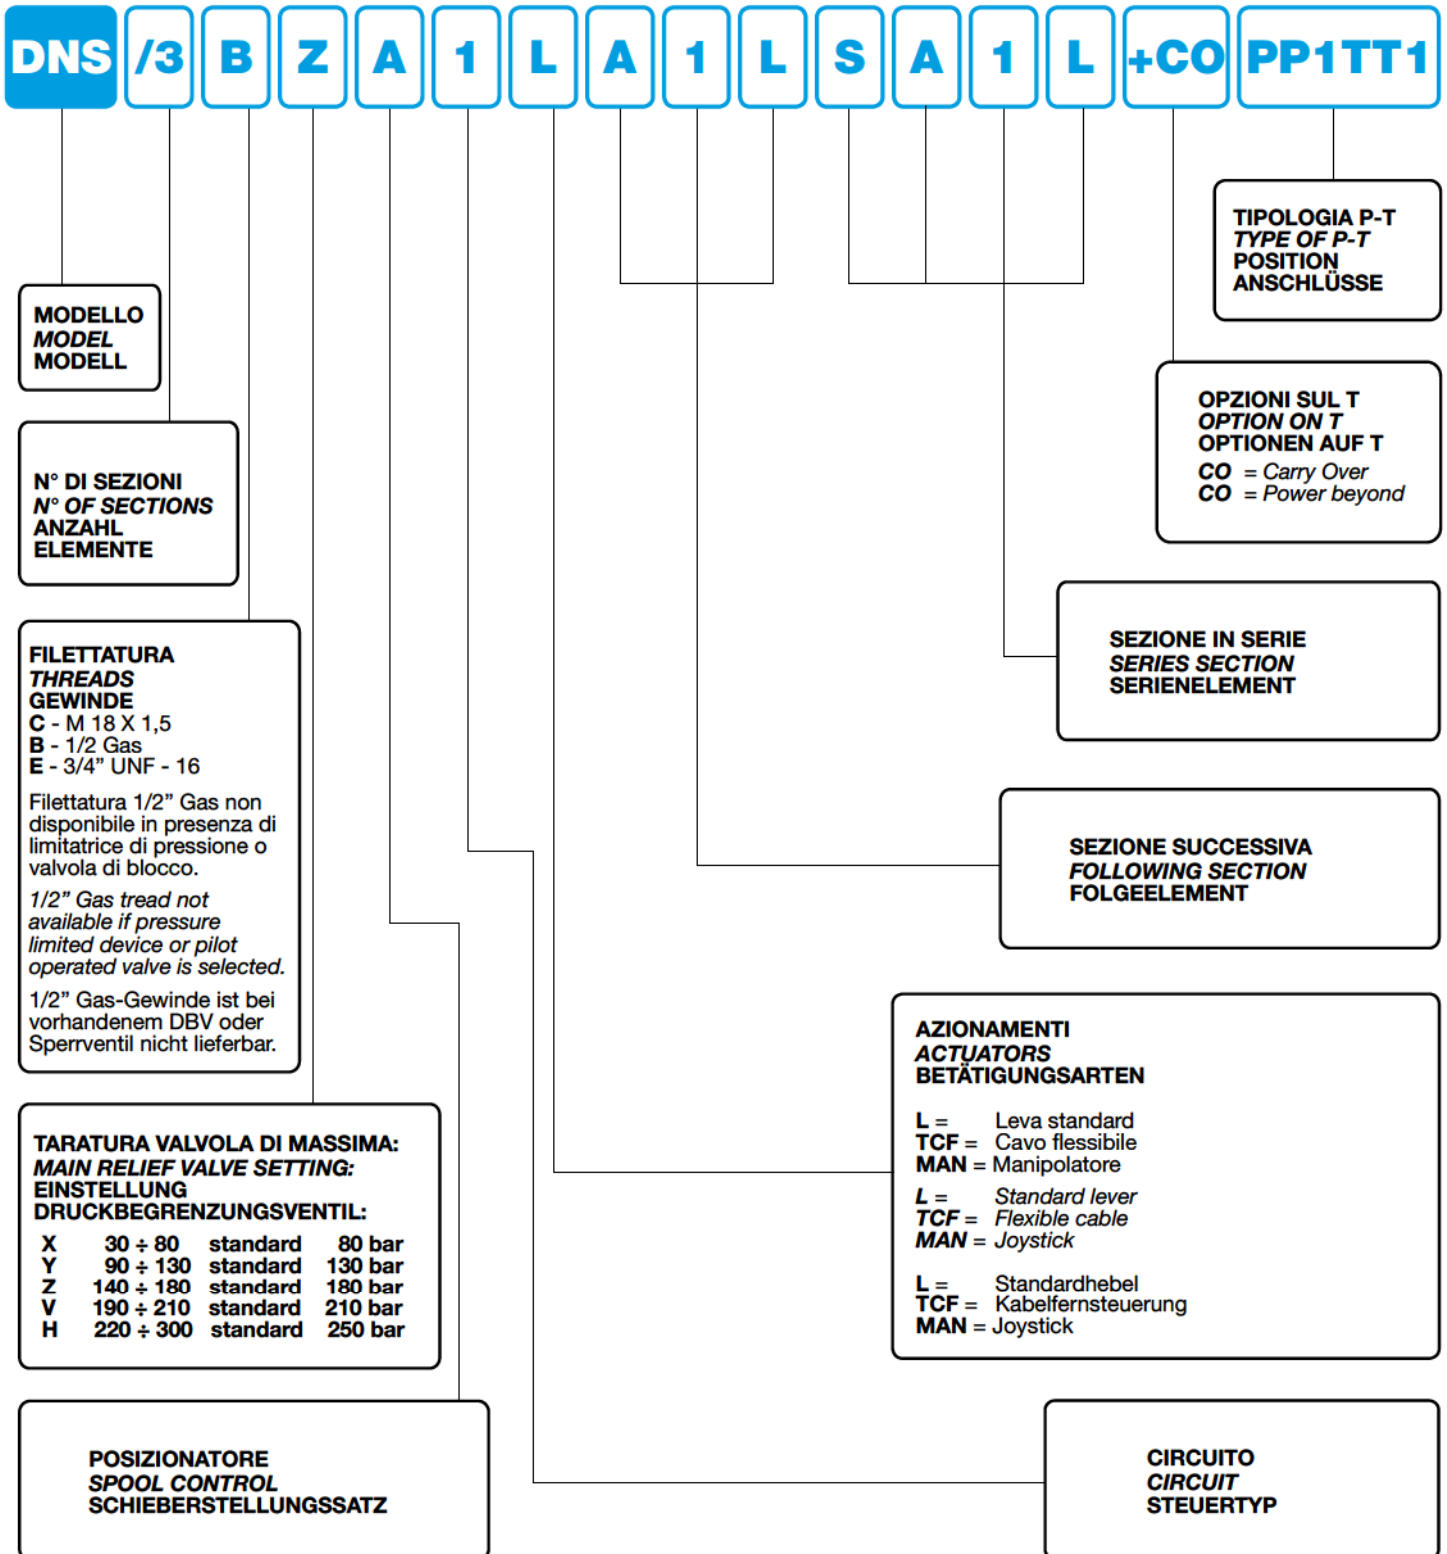 DNS /3 B Z A 1 L A 1 L S A 1 L +CO PP1TT1
TIPOLOGIA P-T
TYPE OF P-T
POSITION
ANSCHLÜSSE
MODELLO
MODEL
MODELL
OPZIONI SUL T
OPTION ON T
OPTIONEN AUF T
CO = Carry Over
CO = Power beyond
N° DI SEZIONI
N° OF SECTIONS
ANZAHL
ELEMENTE
SEZIONE IN SERIE
SERIES SECTION
SERIENELEMENT
FILETTATURA
THREADS
GEWINDE
C - M 18 X 1,5
B - 1/2 Gas
E - 3/4” UNF - 16
Filettatura 1/2” Gas non
disponibile in presenza di
limitatrice di pressione o
valvola di blocco.
1/2” Gas tread not
available if pressure
limited device or pilot
operated valve is selected.
1/2” Gas-Gewinde ist bei
vorhandenem DBV oder
Sperrventil nicht lieferbar.
SEZIONE SUCCESSIVA
FOLLOWING SECTION
FOLGEELEMENT
AZIONAMENTI
ACTUATORS
BETÄTIGUNGSARTEN
L = Leva standard
TCF = Cavo flessibile
MAN = Manipolatore
L = Standard lever
TCF = Flexible cable
MAN = Joystick
L = Standardhebel
TCF = Kabelfernsteuerung
MAN = Joystick
TARATURA VALVOLA DI MASSIMA:
MAIN RELIEF VALVE SETTING:
EINSTELLUNG
DRUCKBEGRENZUNGSVENTIL:
X 30 ÷ 80 standard 80 bar
Y 90 ÷ 130 standard 130 bar
Z 140 ÷ 180 standard 180 bar
V 190 ÷ 210 standard 210 bar
H 220 ÷ 300 standard 250 bar
POSIZIONATORE
SPOOL CONTROL
SCHIEBERSTELLUNGSSATZ
CIRCUITO
CIRCUIT
STEUERTYP